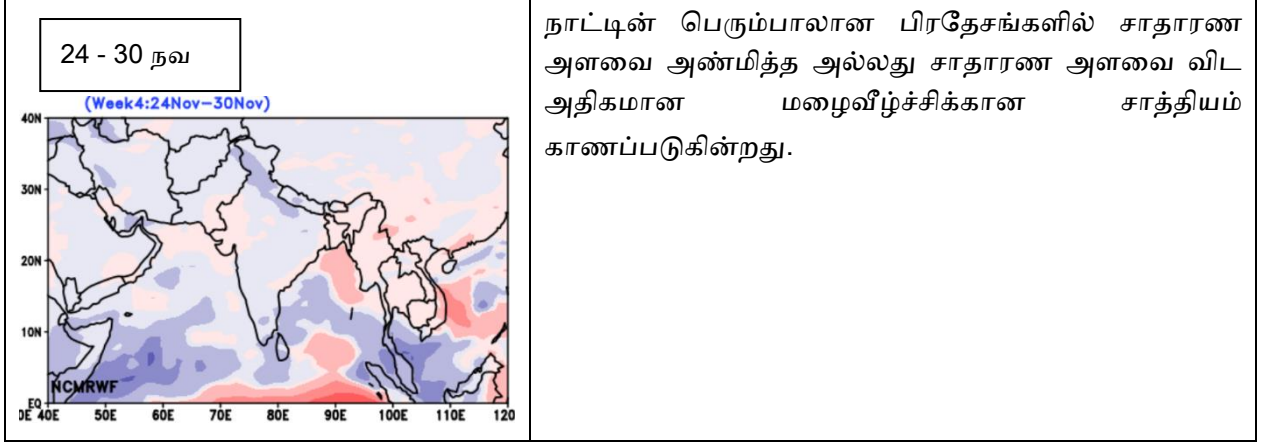 24 - 30 நவ
(Week4:24Nov–30Nov)
40N
30N
20N
10N
EQ
NCMRWF
0E 40E 50E 60E 70E 80E 90E 100E 110E 120
நாட்டின் பெரும்பாலான பிரதேசங்களில் சாதாரண
அளவை அண்மித்த அல்லது சாதாரண அளவை விட
அதிகமான மழைவீழ்ச்சிக்கான சாத்தியம்
காணப்படுகின்றது.